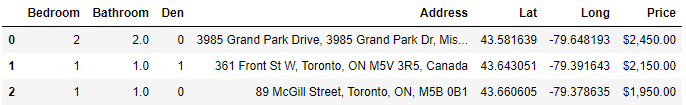 Bedroom Bathroom Den Address Lat Long Price
0 2 2.0 0 3985 Grand Park Drive, 3985 Grand Park Dr, Mis... 43.581639 -79.648193 $2,450.00
1 1 1.0 1 361 Front St W, Toronto, ON M5V 3R5, Canada 43.643051 -79.391643 $2,150.00
2 1 1.0 0 89 McGill Street, Toronto, ON, M5B 0B1 43.660605 -79.378635 $1,950.00